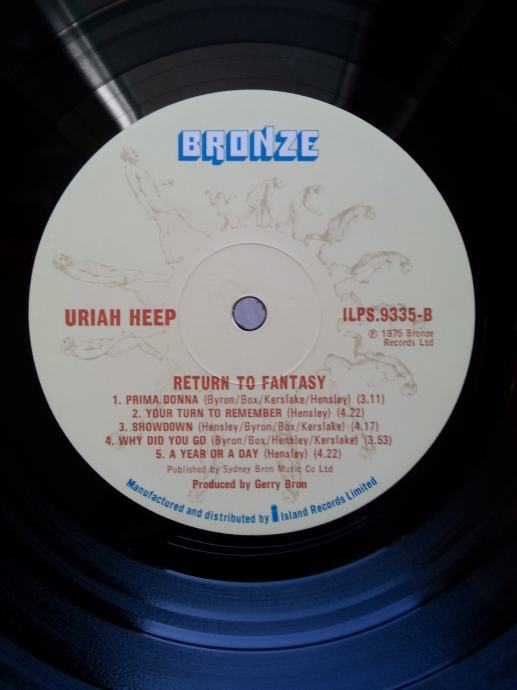 BRONZE
URIAH HEEP
ILPS.9335-B
℗ 1975 Bronze
Records Ltd
RETURN TO FANTASY
1. PRIMA DONNA (Byron/Box/Kerslake/Hensley) (3.11)
2. YOUR TURN TO REMEMBER (Hensley) (4.22)
3. SHOWDOWN (Hensley/Byron/Box/Kerslake) (4.17)
4. WHY DID YOU GO (Byron/Box/Hensley/Kerslake) (3.53)
5. A YEAR OR A DAY (Hensley) (4.22)
Published by Sydney Bron Music Co Ltd
Produced by Gerry Bron
Manufactured and distributed by Island Records Limited